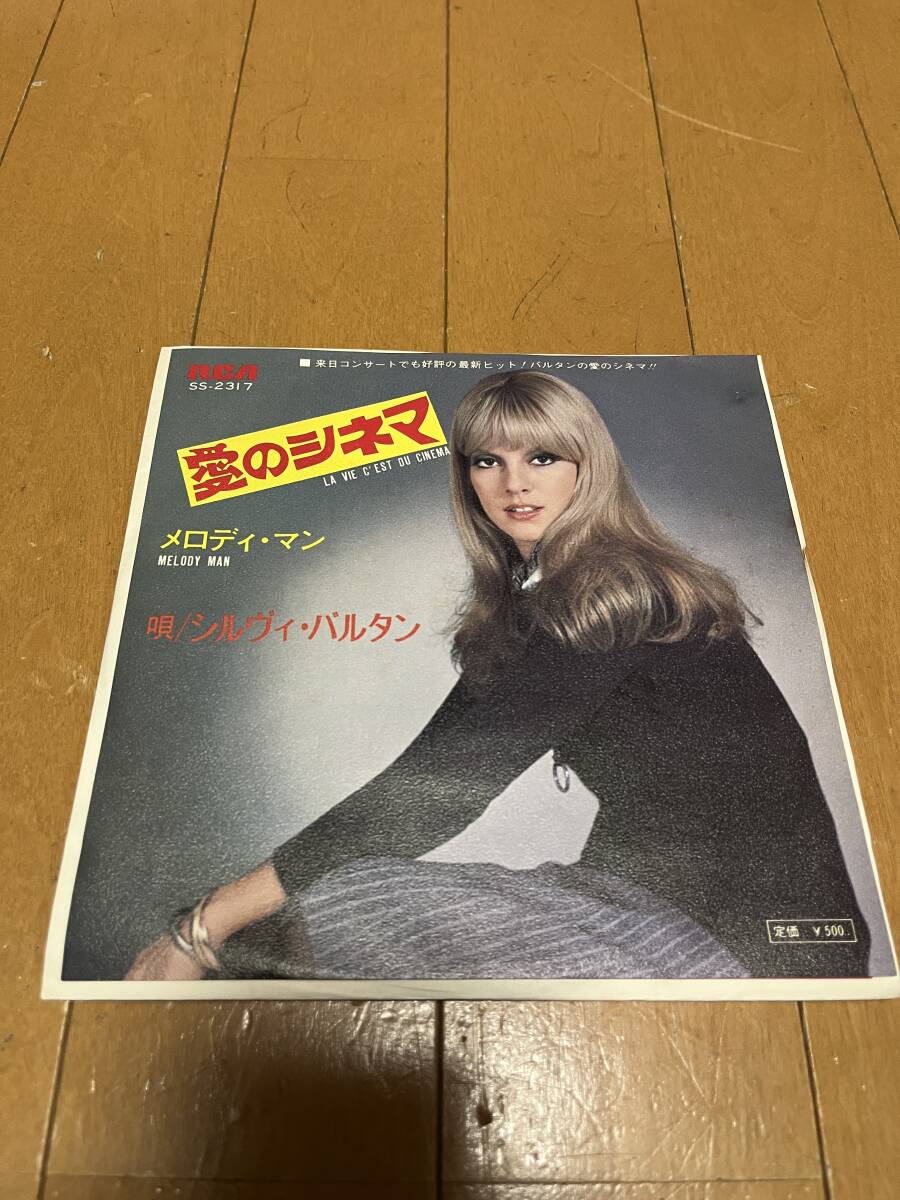 RCA
■ 来日コンサートでも好評の最新ヒット!バルタンの愛のシネマ!!
SS-2317
愛のシネマ
LA VIE C'EST DU CINEMA
メロディ・マン
MELODY MAN
唄/シルヴィ・バルタン
定価 ￥500.